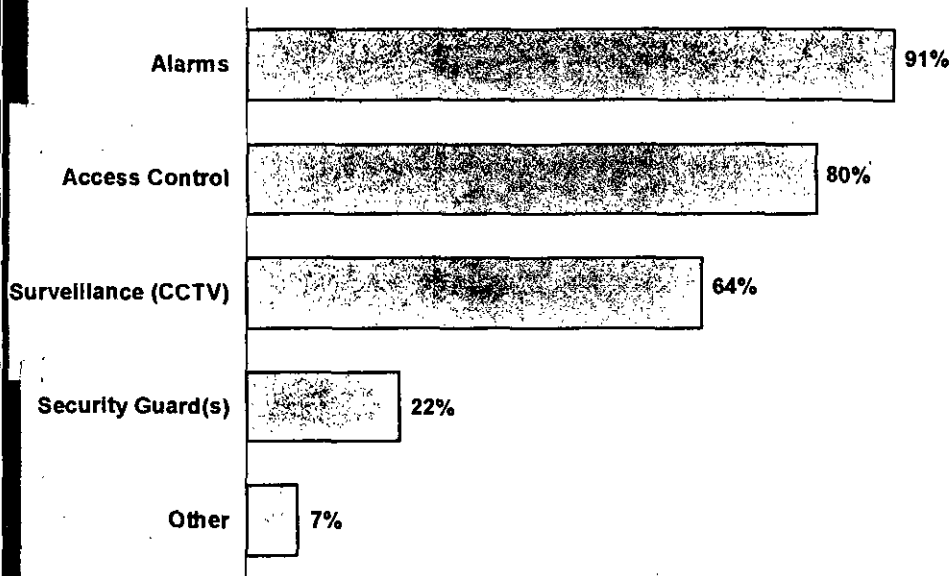 Alarms 91%
Access Control 80%
Surveillance (CCTV) 64%
Security Guard(s) 22%
Other 7%